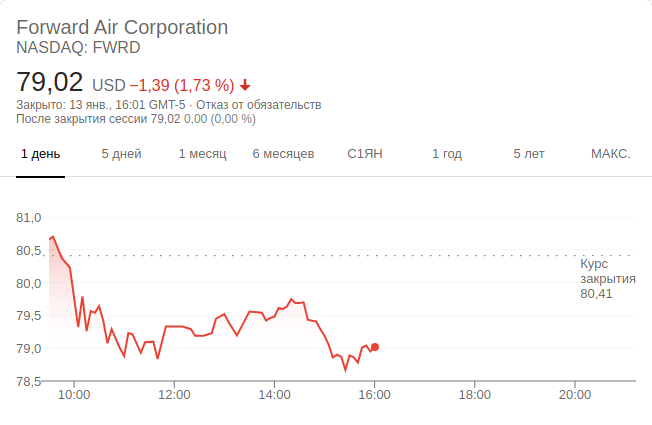 Forward Air Corporation
NASDAQ: FWRD
79,02 USD −1,39 (1,73 %)
Закрыто: 13 янв., 16:01 GMT-5 · Отказ от обязательств
После закрытия сессии 79,02 0,00 (0,00 %)
1 день 5 дней 1 месяц 6 месяцев С1ЯН 1 год 5 лет МАКС.
81,0
80,5
Курс
закрытия
80,41
80,0
79,5
79,0
78,5
10:00 12:00 14:00 16:00 18:00 20:00